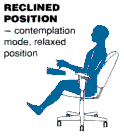 RECLINED
POSITION
– contemplation
mode, relaxed
position